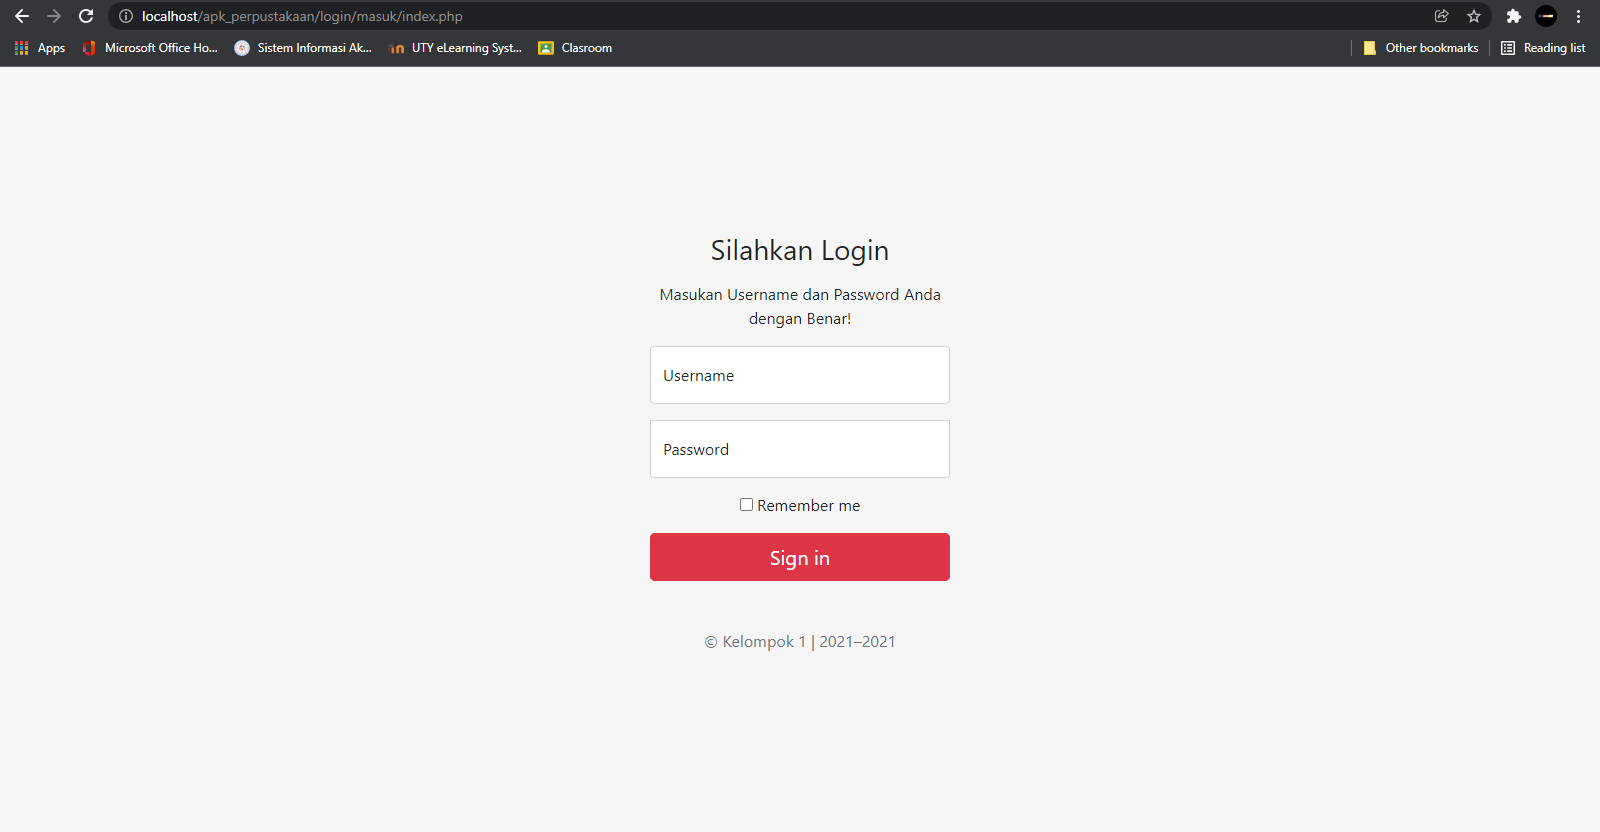 localhost/apk_perpustakaan/login/masuk/index.php
Apps Microsoft Office Ho... Sistem Informasi Ak... UTY eLearning Syst... Clasroom Other bookmarks Reading list
Silahkan Login
Masukan Username dan Password Anda
dengan Benar!
Username
Password
Remember me
Sign in
© Kelompok 1 | 2021–2021